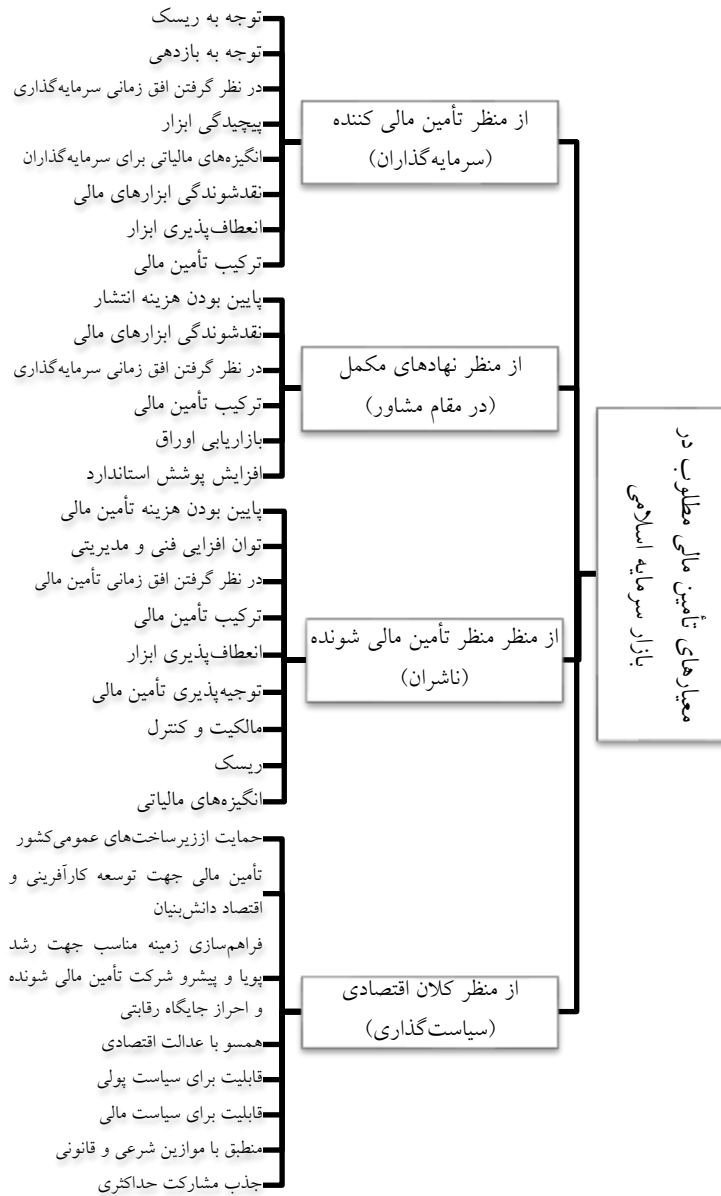 معیارهای تأمین مالی مطلوب در
بازار سرمایه اسلامی
از منظر تأمین مالی کننده
(سرمایه‌گذاران)
توجه به ریسک
توجه به بازدهی
در نظر گرفتن افق زمانی سرمایه‌گذاری
پیچیدگی ابزار
انگیزه‌های مالیاتی برای سرمایه‌گذاران
نقدشوندگی ابزارهای مالی
انعطاف‌پذیری ابزار
ترکیب تأمین مالی
از منظر نهادهای مکمل
(در مقام مشاور)
پایین بودن هزینه انتشار
نقدشوندگی ابزارهای مالی
در نظر گرفتن افق زمانی سرمایه‌گذاری
ترکیب تأمین مالی
بازاریابی اوراق
افزایش پوشش استاندارد
از منظر منظر تأمین مالی شونده
(ناشران)
پایین بودن هزینه تأمین مالی
توان افزایی فنی و مدیریتی
در نظر گرفتن افق زمانی تأمین مالی
ترکیب تأمین مالی
انعطاف‌پذیری ابزار
توجیه‌پذیری تأمین مالی
مالکیت و کنترل
ریسک
انگیزه‌های مالیاتی
از منظر کلان اقتصادی
(سیاست‌گذاری)
حمایت اززیرساخت‌های عمومی‌کشور
تأمین مالی جهت توسعه کارآفرینی و
اقتصاد دانش‌بنیان
فراهم‌سازی زمینه مناسب جهت رشد
پویا و پیشرو شرکت تأمین مالی شونده
و احراز جایگاه رقابتی
همسو با عدالت اقتصادی
قابلیت برای سیاست پولی
قابلیت برای سیاست مالی
منطبق با موازین شرعی و قانونی
جذب مشارکت حداکثری